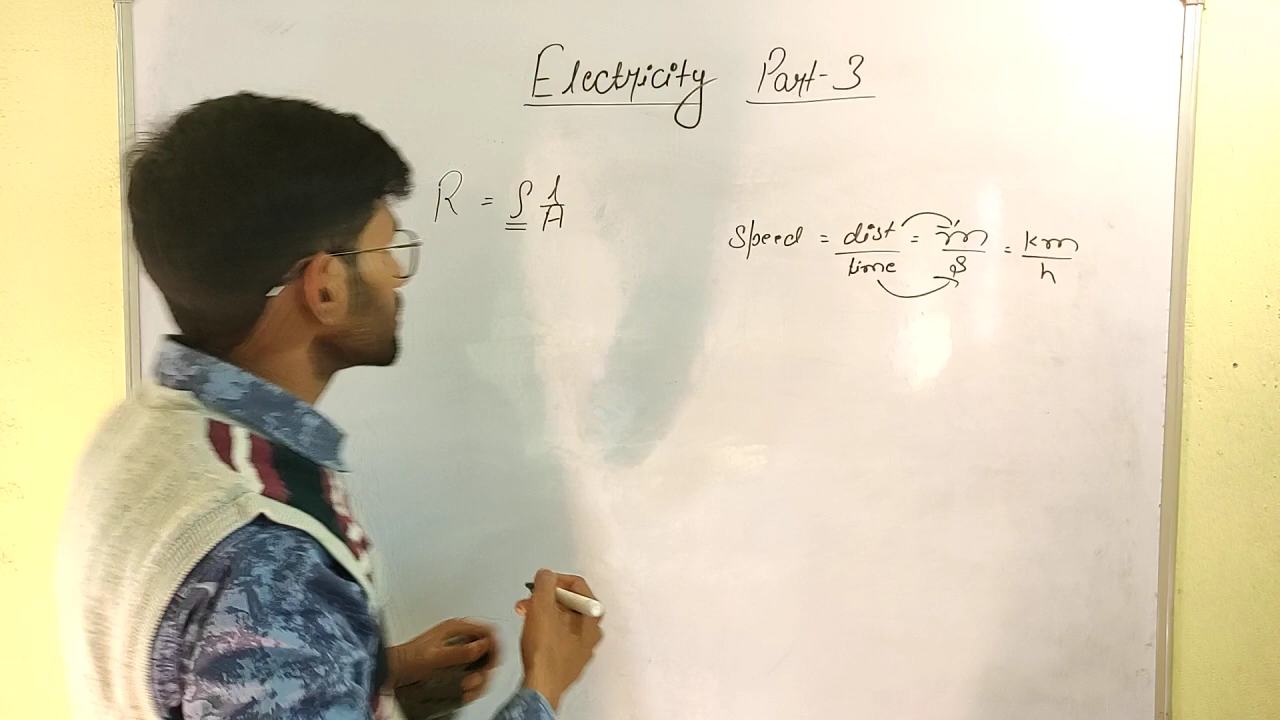 Electricity Part-3
R = ρ l/A
Speed = dist/time = m/s = km/h